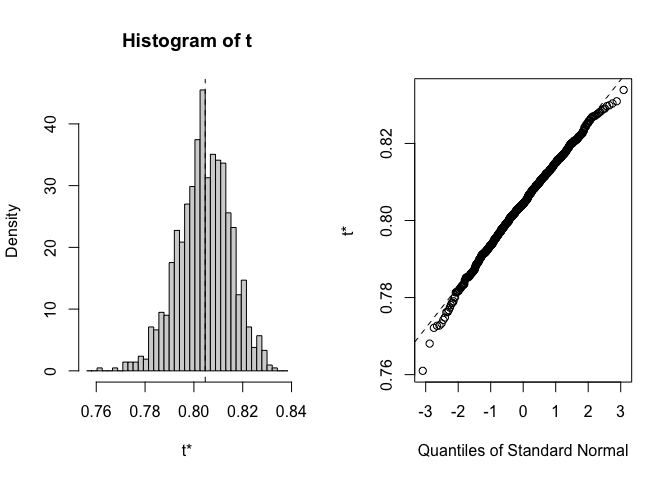 Histogram of t
Density
0 10 20 30 40
0.76 0.78 0.80 0.82 0.84
t*
t*
0.76 0.78 0.80 0.82
-3 -2 -1 0 1 2 3
Quantiles of Standard Normal